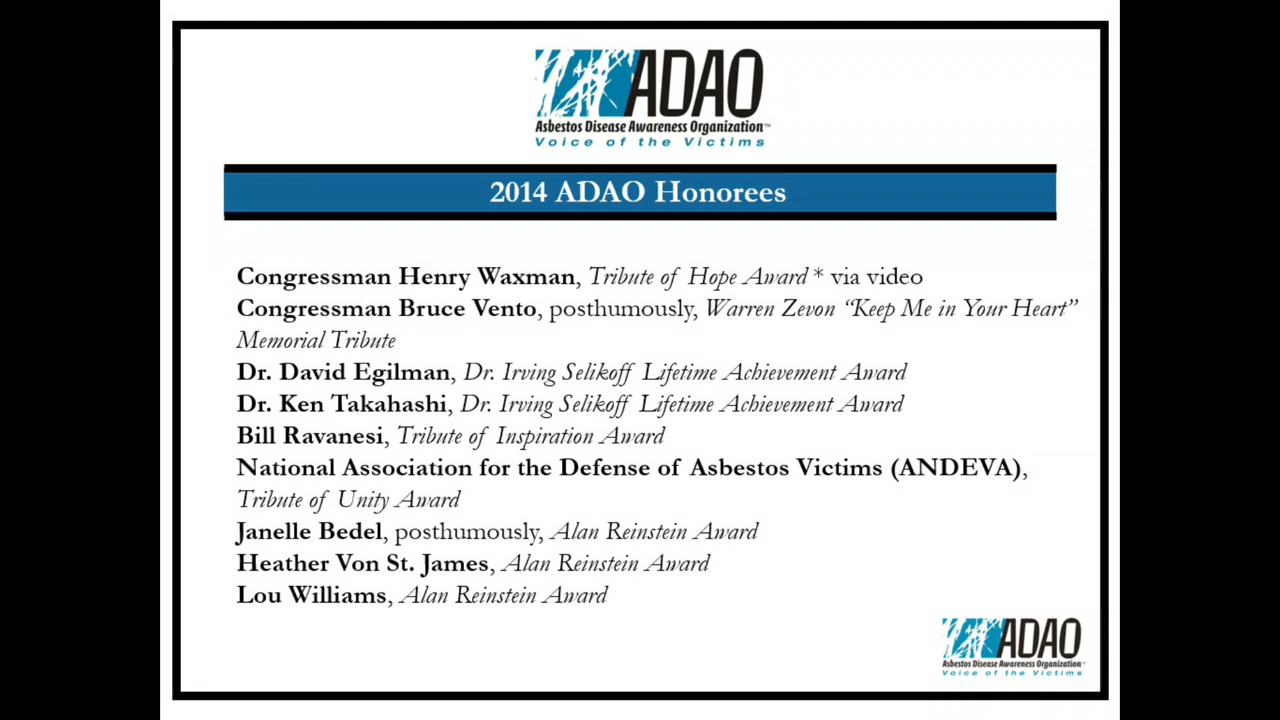 ADAO
Asbestos Disease Awareness Organization™
Voice of the Victims
2014 ADAO Honorees
Congressman Henry Waxman, Tribute of Hope Award * via video
Congressman Bruce Vento, posthumously, Warren Zevon “Keep Me in Your Heart”
Memorial Tribute
Dr. David Egilman, Dr. Irving Selikoff Lifetime Achievement Award
Dr. Ken Takahashi, Dr. Irving Selikoff Lifetime Achievement Award
Bill Ravanesi, Tribute of Inspiration Award
National Association for the Defense of Asbestos Victims (ANDEVA),
Tribute of Unity Award
Janelle Bedel, posthumously, Alan Reinstein Award
Heather Von St. James, Alan Reinstein Award
Lou Williams, Alan Reinstein Award
ADAO
Asbestos Disease Awareness Organization™
Voice of the Victims